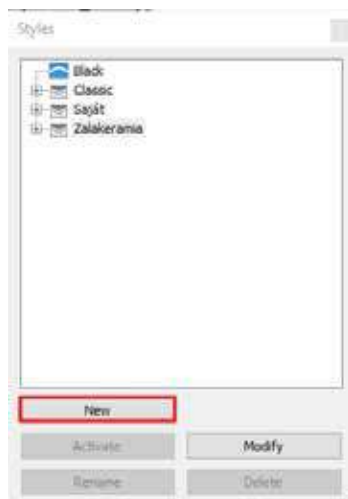 Styles
Black
Classic
Saját
Zalakeramia
New
Activate Modify
Rename Delete